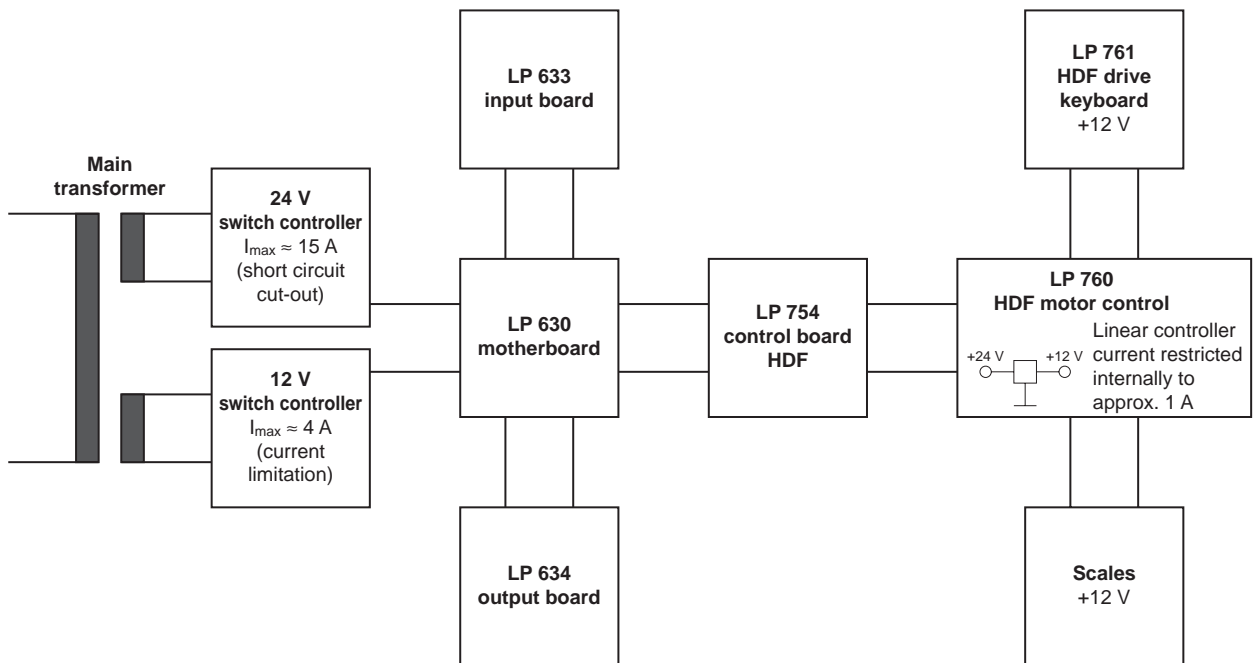 LP 633
input board
LP 761
HDF drive
keyboard
+12 V
Main
transformer
24 V
switch controller
Imax ≈ 15 A
(short circuit
cut-out)
12 V
switch controller
Imax ≈ 4 A
(current
limitation)
LP 630
motherboard
LP 754
control board
HDF
LP 760
HDF motor control
+24 V
+12 V
Linear controller
current restricted
internally to
approx. 1 A
LP 634
output board
Scales
+12 V